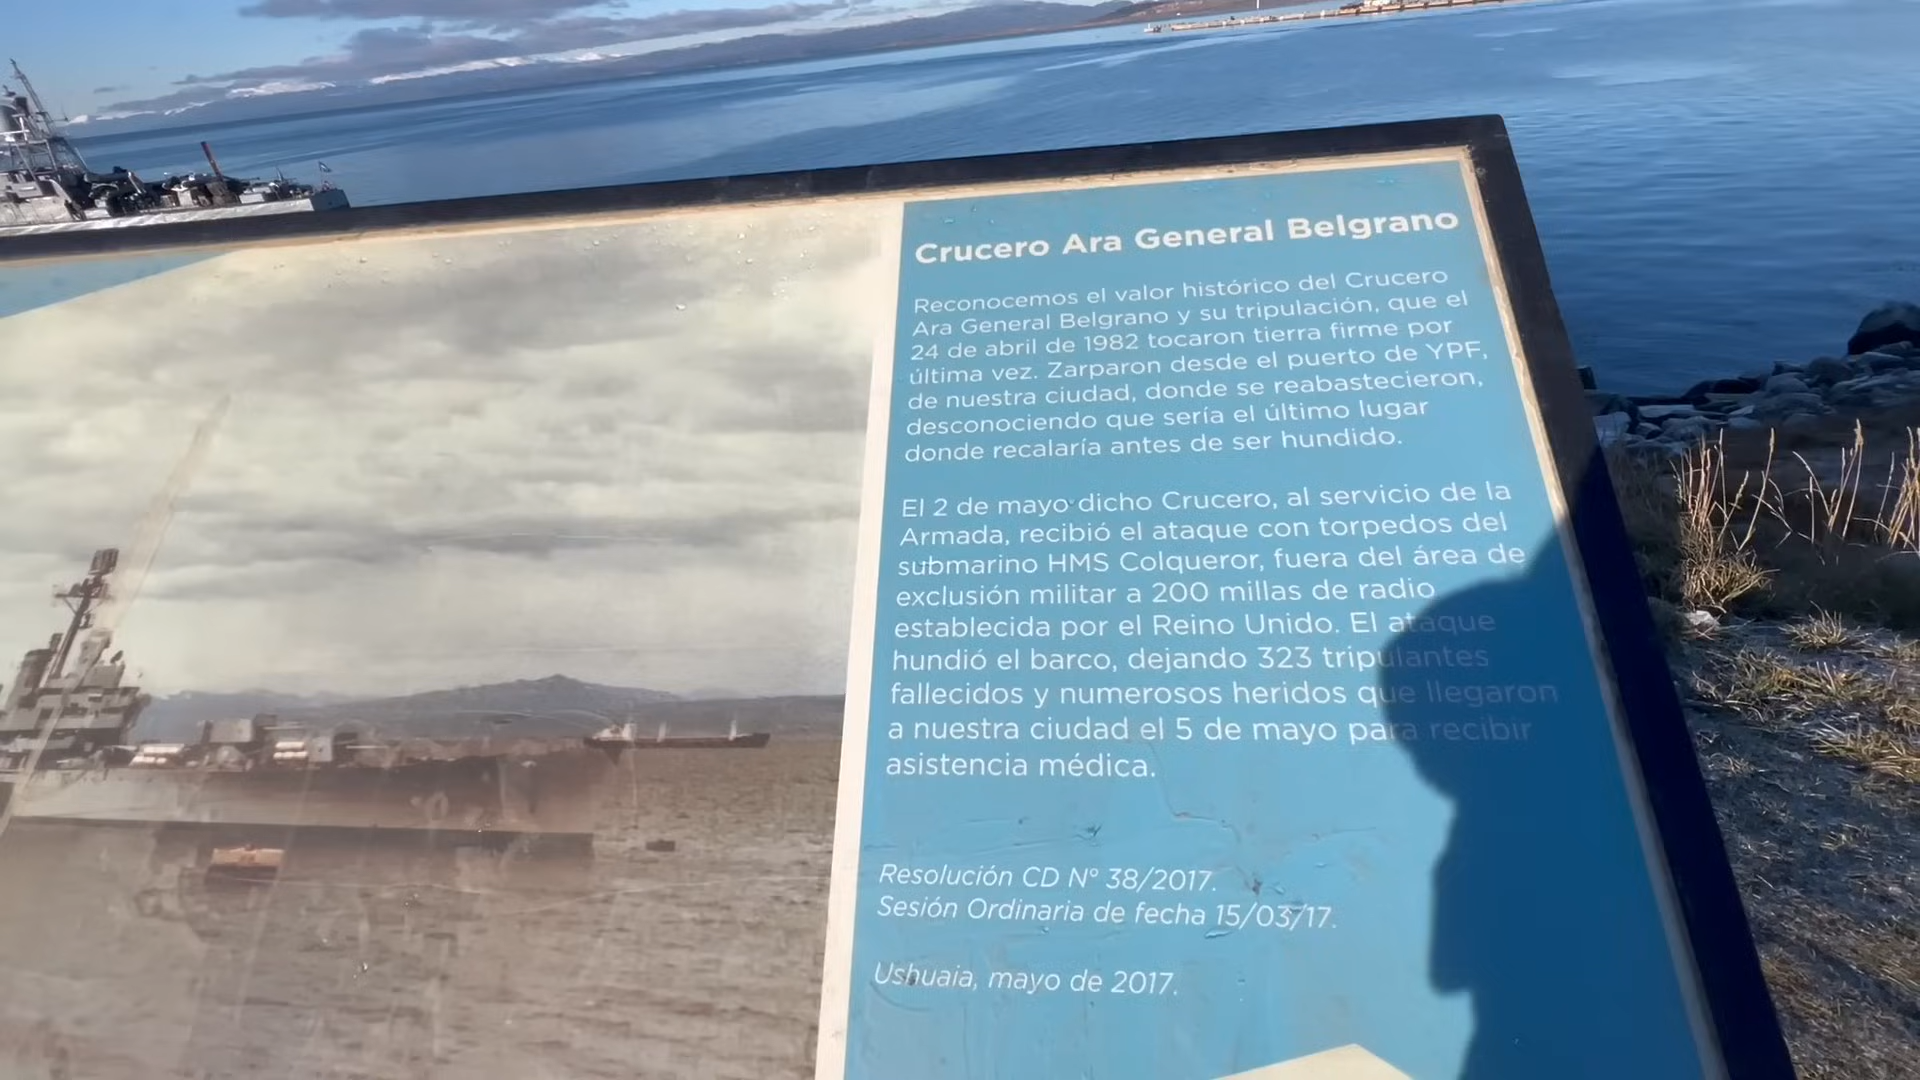 Crucero Ara General Belgrano
Reconocemos el valor histórico del Crucero
Ara General Belgrano y su tripulación, que el
24 de abril de 1982 tocaron tierra firme por
última vez. Zarparon desde el puerto de YPF,
de nuestra ciudad, donde se reabastecieron,
desconociendo que sería el último lugar
donde recalaría antes de ser hundido.
El 2 de mayo dicho Crucero, al servicio de la
Armada, recibió el ataque con torpedos del
submarino HMS Colqueror, fuera del área de
exclusión militar a 200 millas de radio
establecida por el Reino Unido. El ataque
hundió el barco, dejando 323 tripulantes
fallecidos y numerosos heridos que llegaron
a nuestra ciudad el 5 de mayo para recibir
asistencia médica.
Resolución CD N° 38/2017.
Sesión Ordinaria de fecha 15/03/17.
Ushuaia, mayo de 2017.